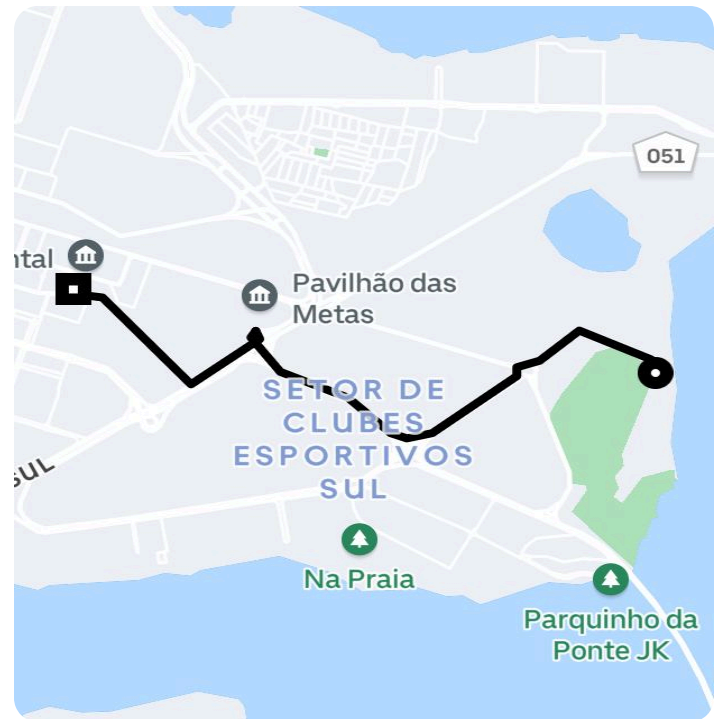 051
ntal
Pavilhão das
Metas
SETOR DE
CLUBES
ESPORTIVOS
SUL
SUL
Na Praia
Parquinho da
Ponte JK